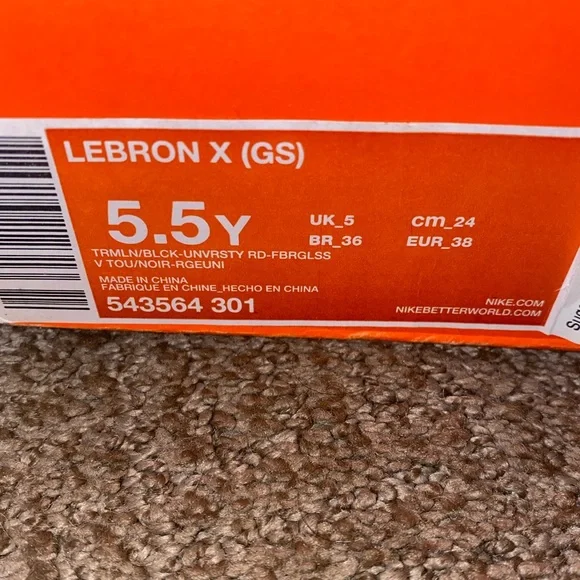 LEBRON X (GS)
5.5Y
UK_5 cm_24
BR_36 EUR_38
TRMLN/BLCK-UNVRSTY RD-FBRGLSS
V TOU/NOIR-RGEUNI
MADE IN CHINA
FABRIQUE EN CHINE_HECHO EN CHINA
543564 301
NIKE.COM
NIKEBETTERWORLD.COM